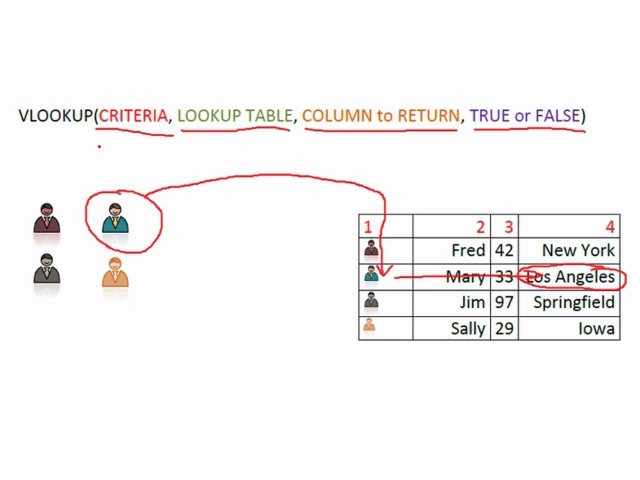 VLOOKUP(CRITERIA, LOOKUP TABLE, COLUMN to RETURN, TRUE or FALSE)
1 2 3 4
Fred 42 New York
Mary 33 Los Angeles
Jim 97 Springfield
Sally 29 Iowa